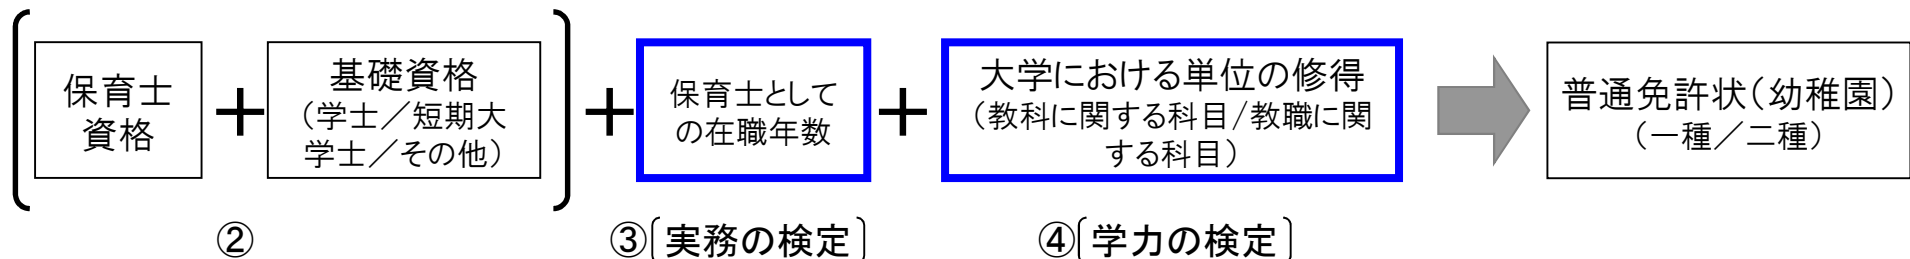 保育士
資格
＋
基礎資格
（学士／短期大
学士／その他）
＋
保育士として
の在職年数
＋
大学における単位の修得
（教科に関する科目/教職に関
する科目）
普通免許状（幼稚園）
（一種／二種）
②
③〔実務の検定〕
④〔学力の検定〕